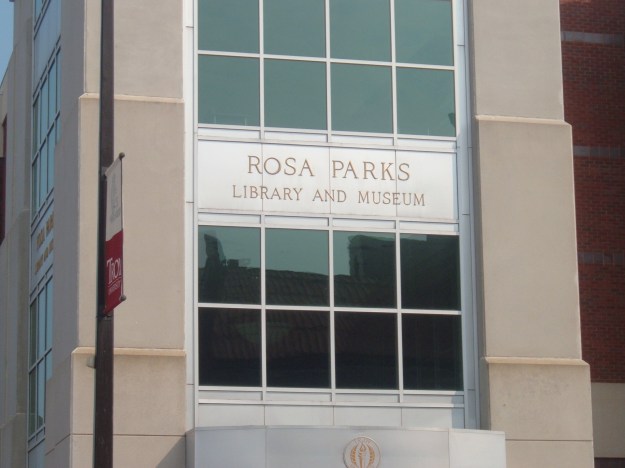 ROSA PARKS
LIBRARY AND MUSEUM
TROY